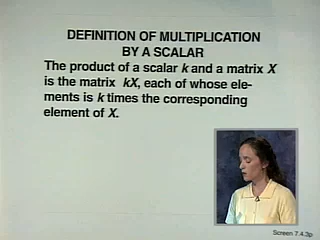 DEFINITION OF MULTIPLICATION
BY A SCALAR
The product of a scalar k and a matrix X
is the matrix kX, each of whose ele-
ments is k times the corresponding
element of X.
Screen 7.4.3p